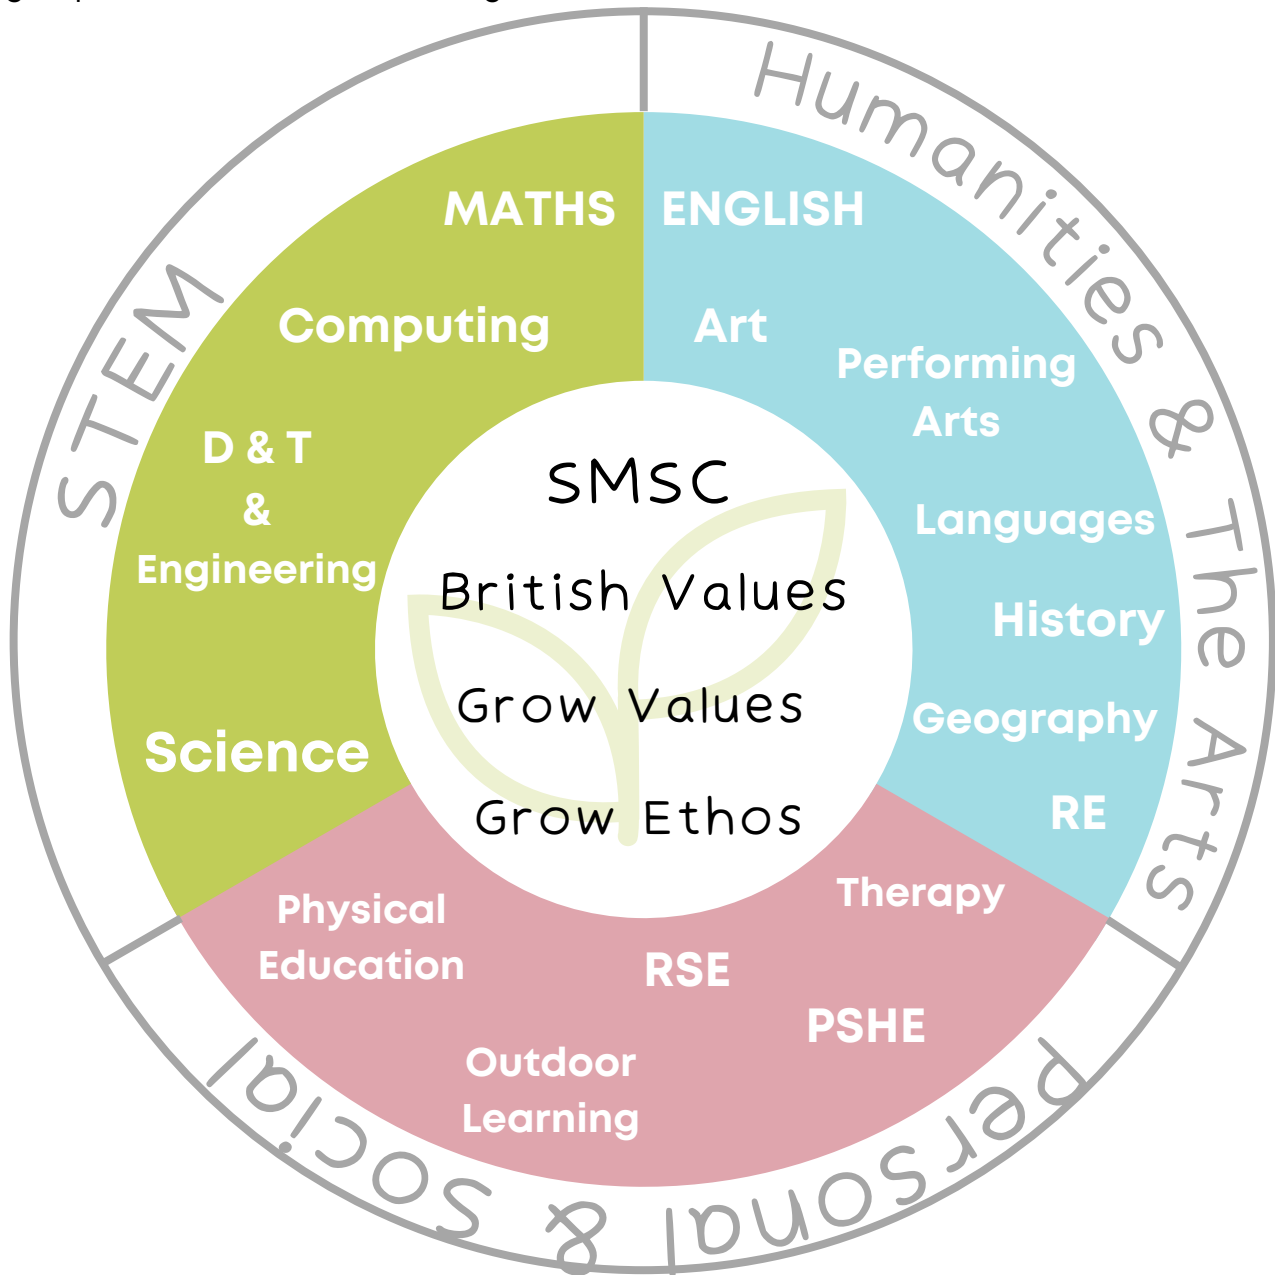 STEM
Humanities & The Arts
MATHS
Computing
D & T
&
Engineering
Science
ENGLISH
Art
Performing
Arts
Languages
History
Geography
RE
SMSC
British Values
Grow Values
Grow Ethos
Physical
Education
Outdoor
Learning
RSE
PSHE
Therapy
Personal & Social